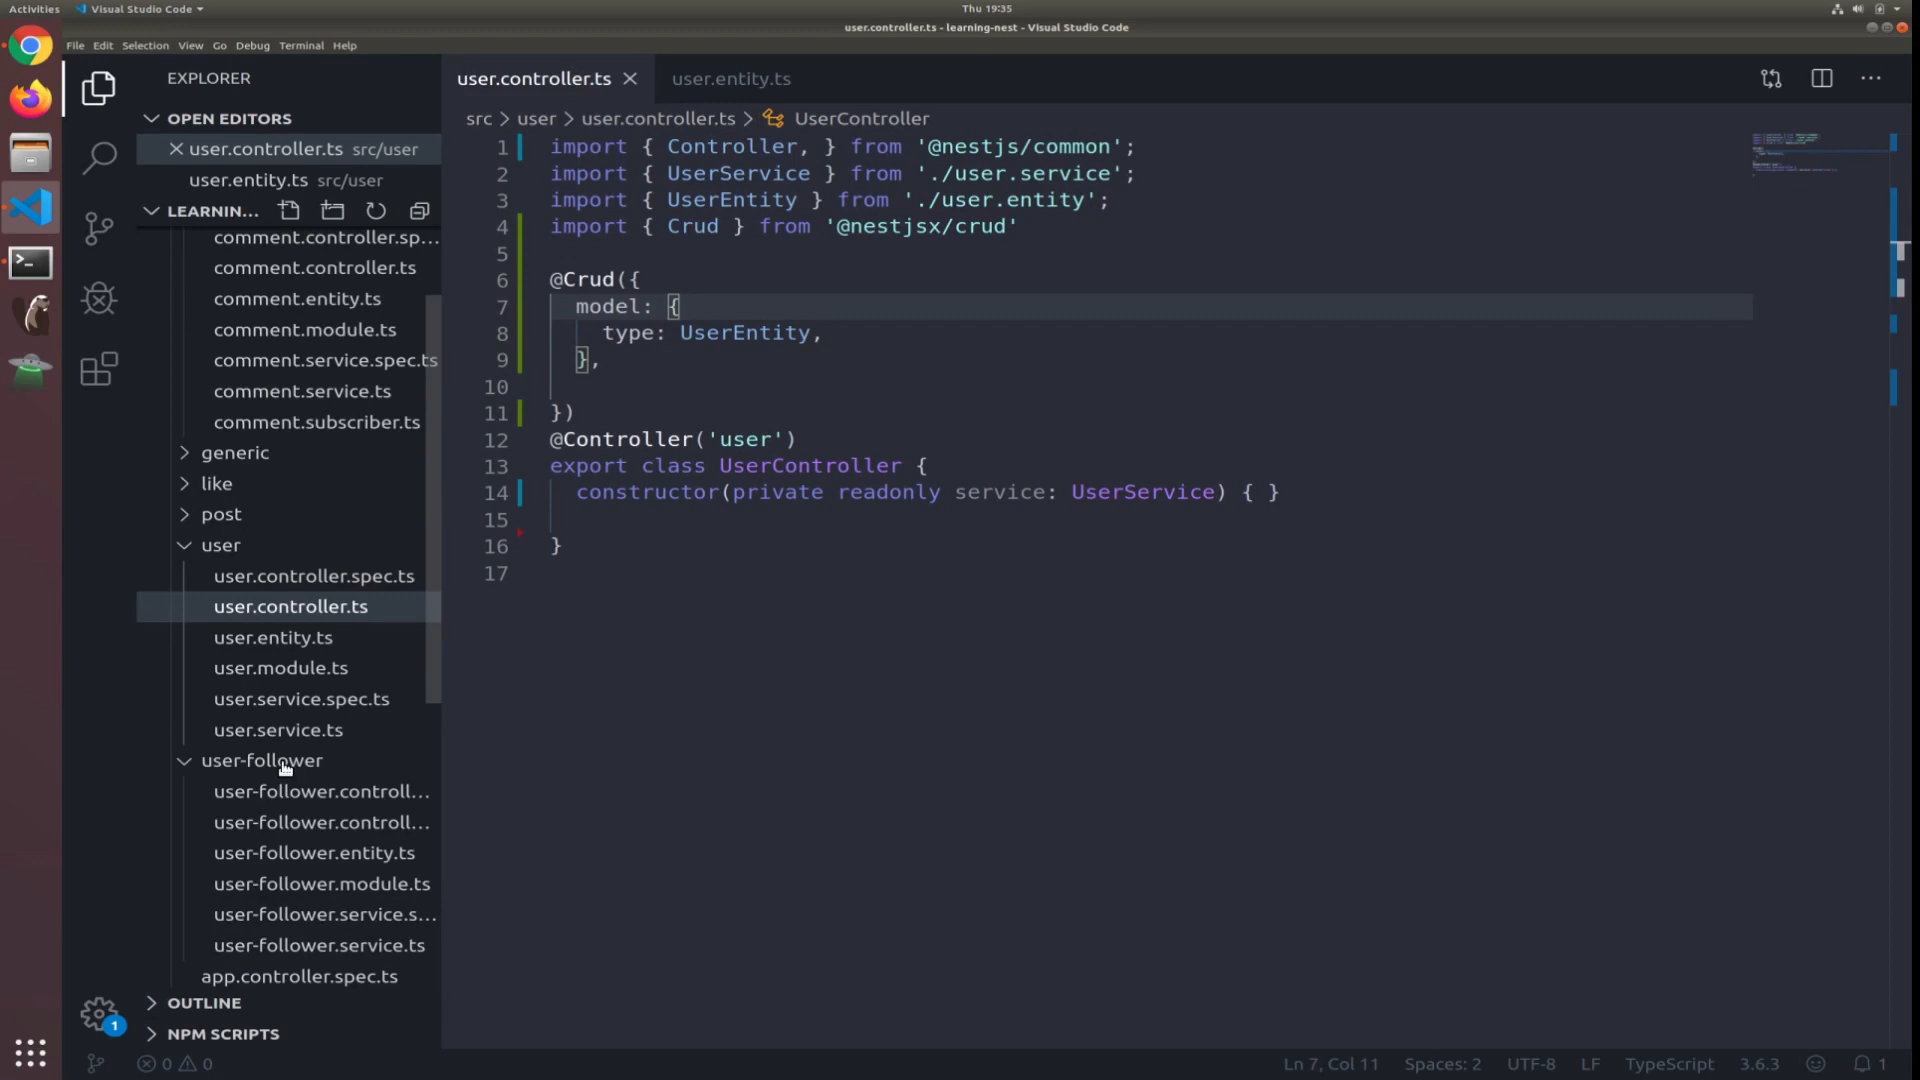 Activities Visual Studio Code Thu 19:35
user.controller.ts - learning-nest - Visual Studio Code
File Edit Selection View Go Debug Terminal Help
EXPLORER
OPEN EDITORS
user.controller.ts src/user
user.entity.ts src/user
LEARNIN...
comment.controller.sp...
comment.controller.ts
comment.entity.ts
comment.module.ts
comment.service.spec.ts
comment.service.ts
comment.subscriber.ts
generic
like
post
user
user.controller.spec.ts
user.controller.ts
user.entity.ts
user.module.ts
user.service.spec.ts
user.service.ts
user-follower
user-follower.controll...
user-follower.controll...
user-follower.entity.ts
user-follower.module.ts
user-follower.service.s...
user-follower.service.ts
app.controller.spec.ts
OUTLINE
NPM SCRIPTS
1
user.controller.ts user.entity.ts
src > user > user.controller.ts > UserController
1 import { Controller, } from '@nestjs/common';
2 import { UserService } from './user.service';
3 import { UserEntity } from './user.entity';
4 import { Crud } from '@nestjsx/crud'
5
6 @Crud({
7 model: {
8 type: UserEntity,
9 },
10
11 })
12 @Controller('user')
13 export class UserController {
14 constructor(private readonly service: UserService) { }
15
16 }
17
0 0 Ln 7, Col 11 Spaces: 2 UTF-8 LF TypeScript 3.6.3 1